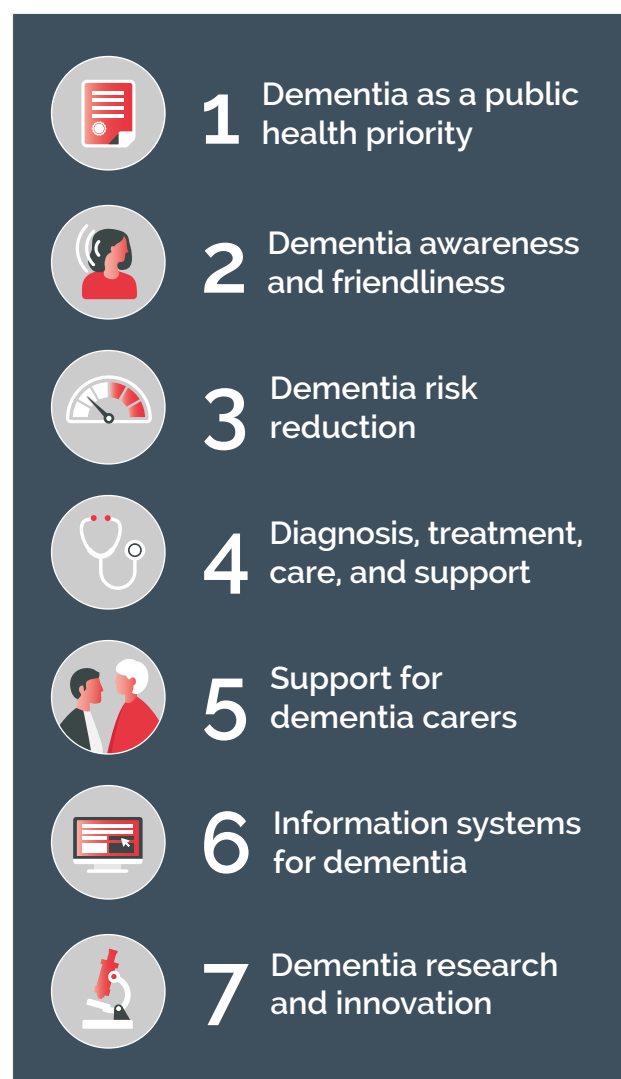 1
Dementia as a public
health priority
2
Dementia awareness
and friendliness
3
Dementia risk
reduction
4
Diagnosis, treatment,
care, and support
5
Support for
dementia carers
6
Information systems
for dementia
7
Dementia research
and innovation